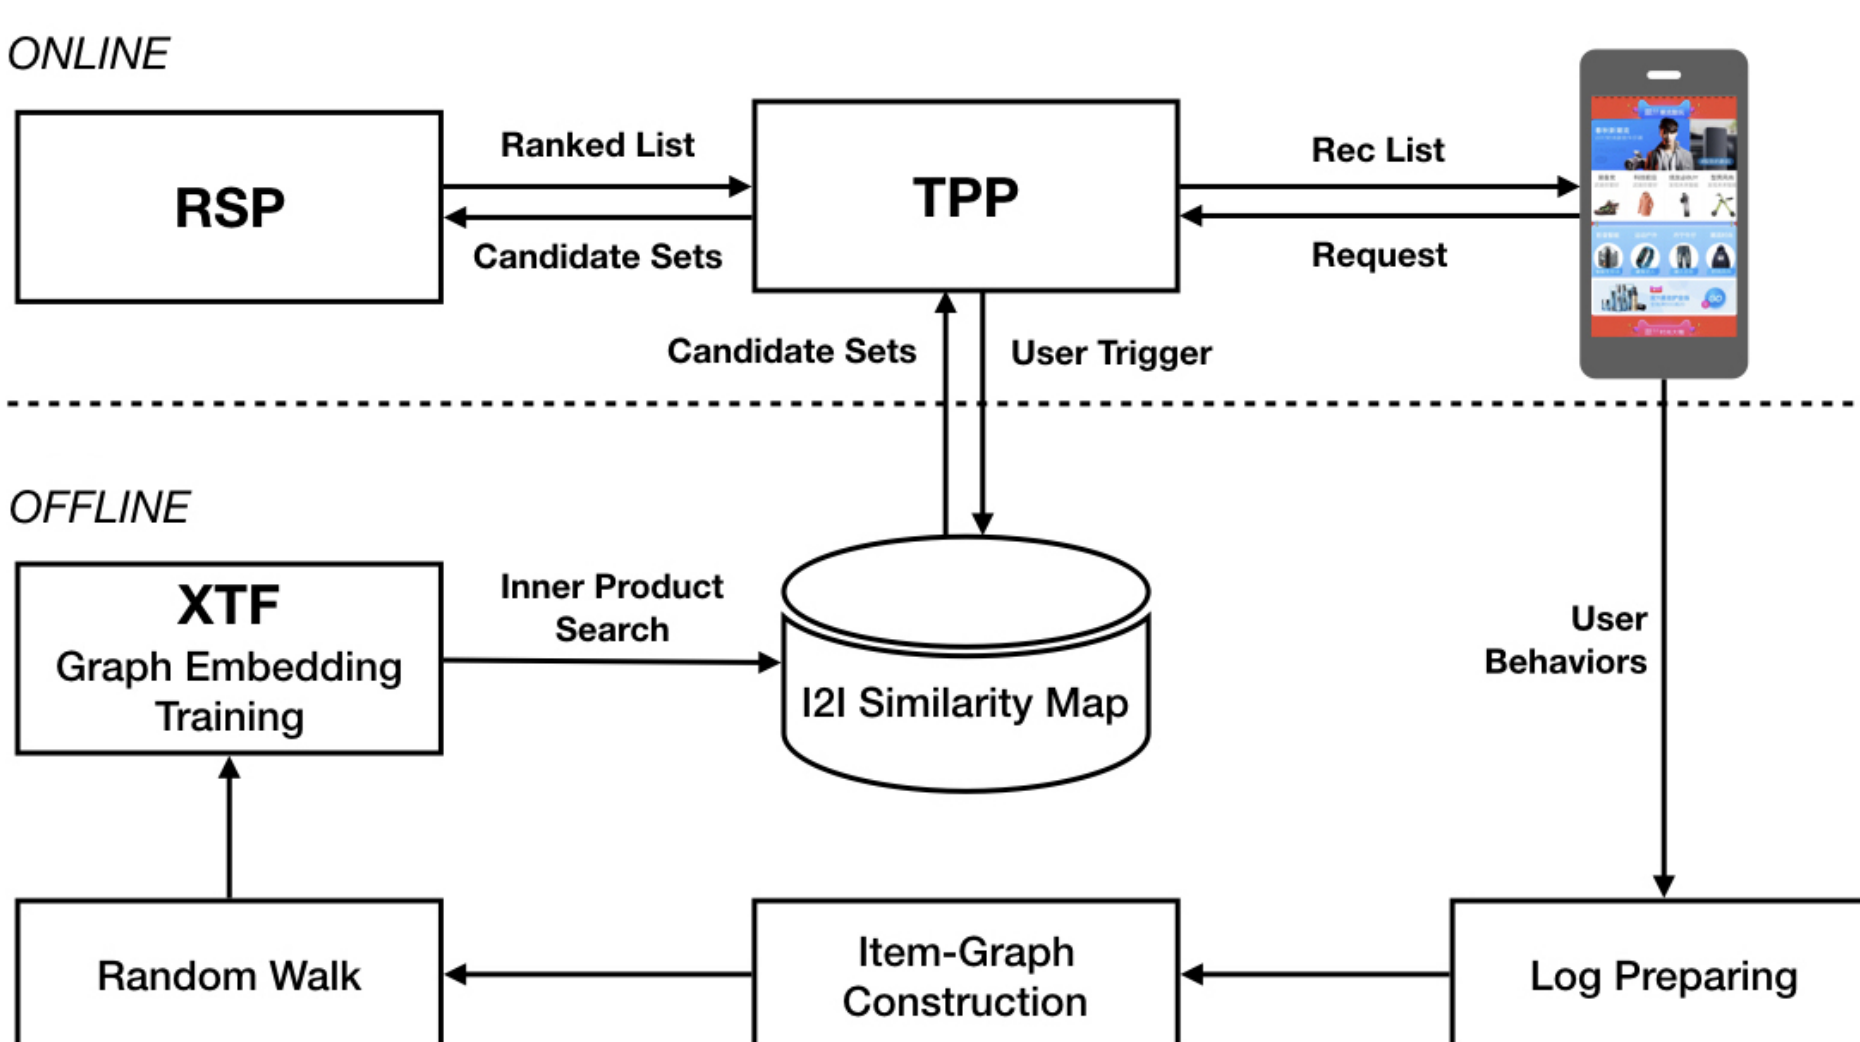 ONLINE
RSP
Ranked List
Candidate Sets
TPP
Rec List
Request
Candidate Sets
User Trigger
OFFLINE
XTF
Graph Embedding
Training
Inner Product
Search
I2I Similarity Map
User
Behaviors
Random Walk
Item-Graph
Construction
Log Preparing
GO